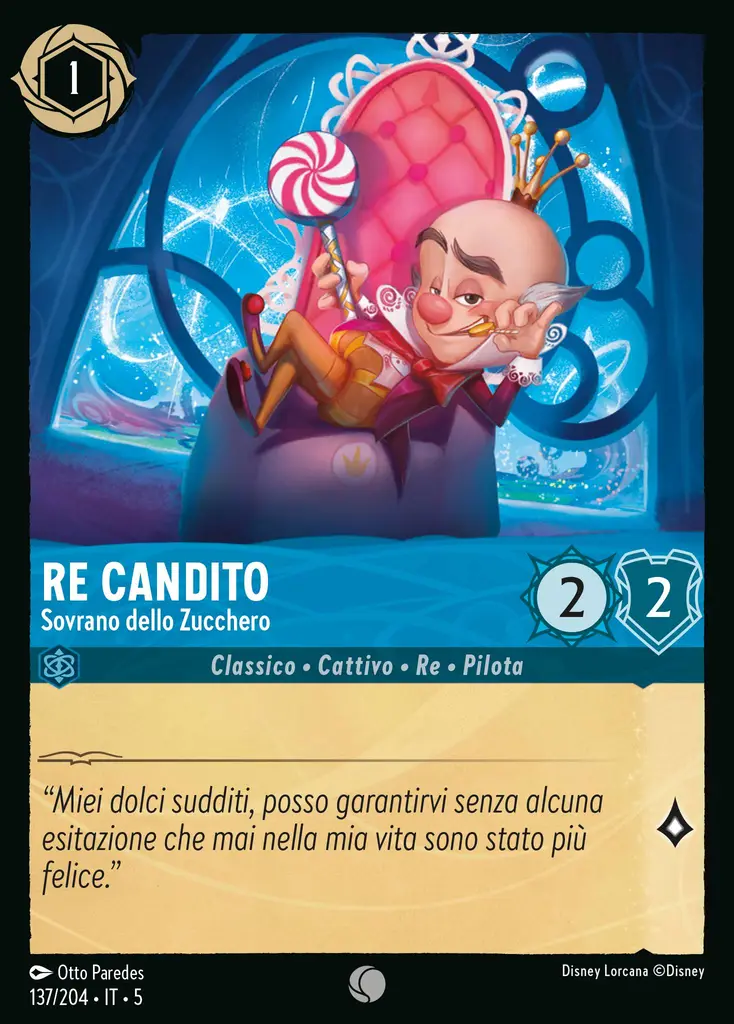 1
RE CANDITO
Sovrano dello Zucchero
2
2
Classico • Cattivo • Re • Pilota
“Miei dolci sudditi, posso garantirvi senza alcuna
esitazione che mai nella mia vita sono stato più
felice.”
Otto Paredes
137/204 • IT • 5
Disney Lorcana ©Disney